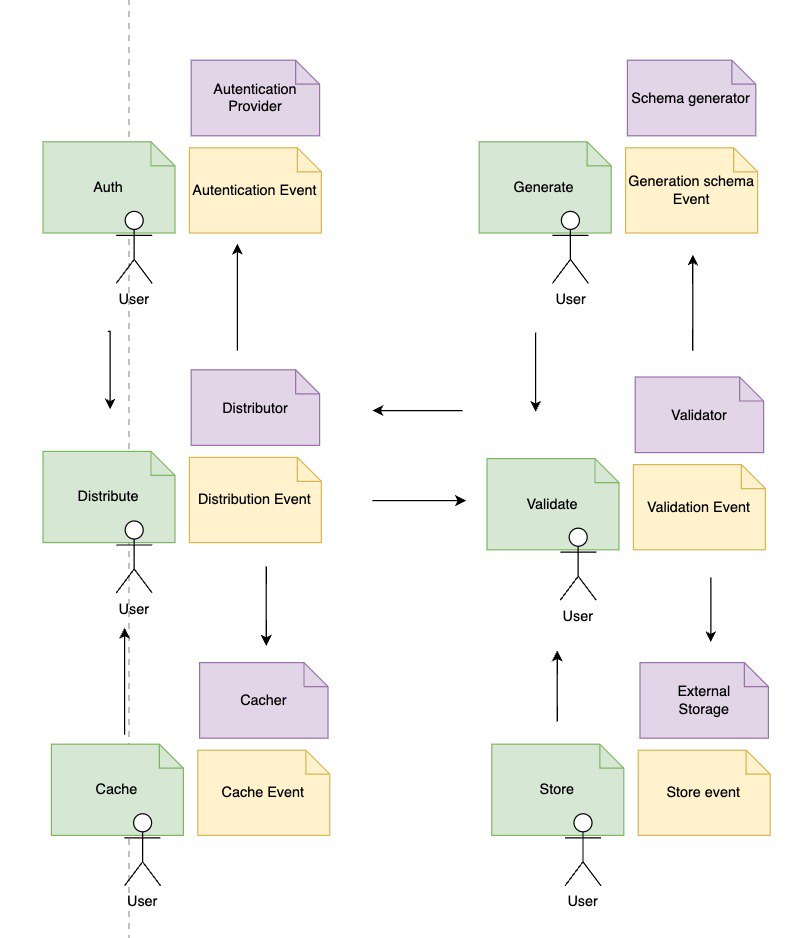 Autentication
Provider
Schema generator
Auth
Autentication Event
Generate
Generation schema
Event
User
User
Distributor
Validator
Distribute
Distribution Event
Validate
Validation Event
User
User
Cacher
External
Storage
Cache
Cache Event
Store
Store event
User
User